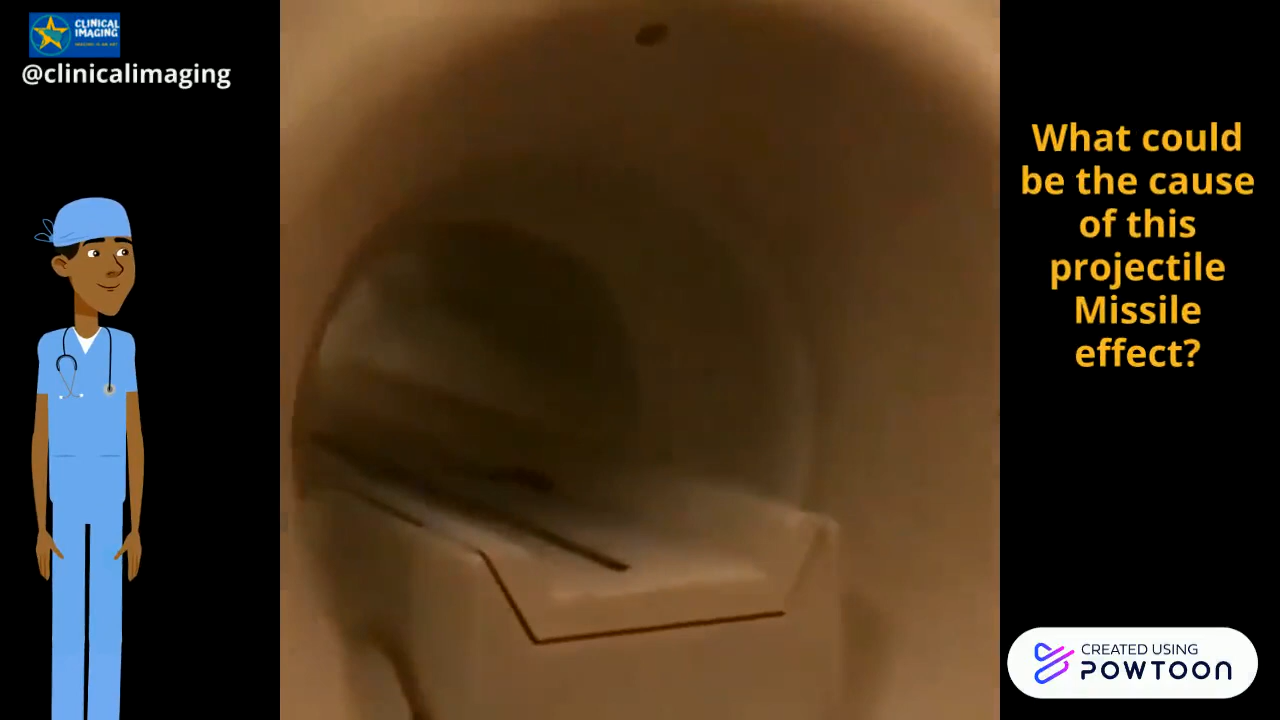 CLINICAL
IMAGING
@clinicalimaging
What could
be the cause
of this
projectile
Missile
effect?
CREATED USING
POWTOON